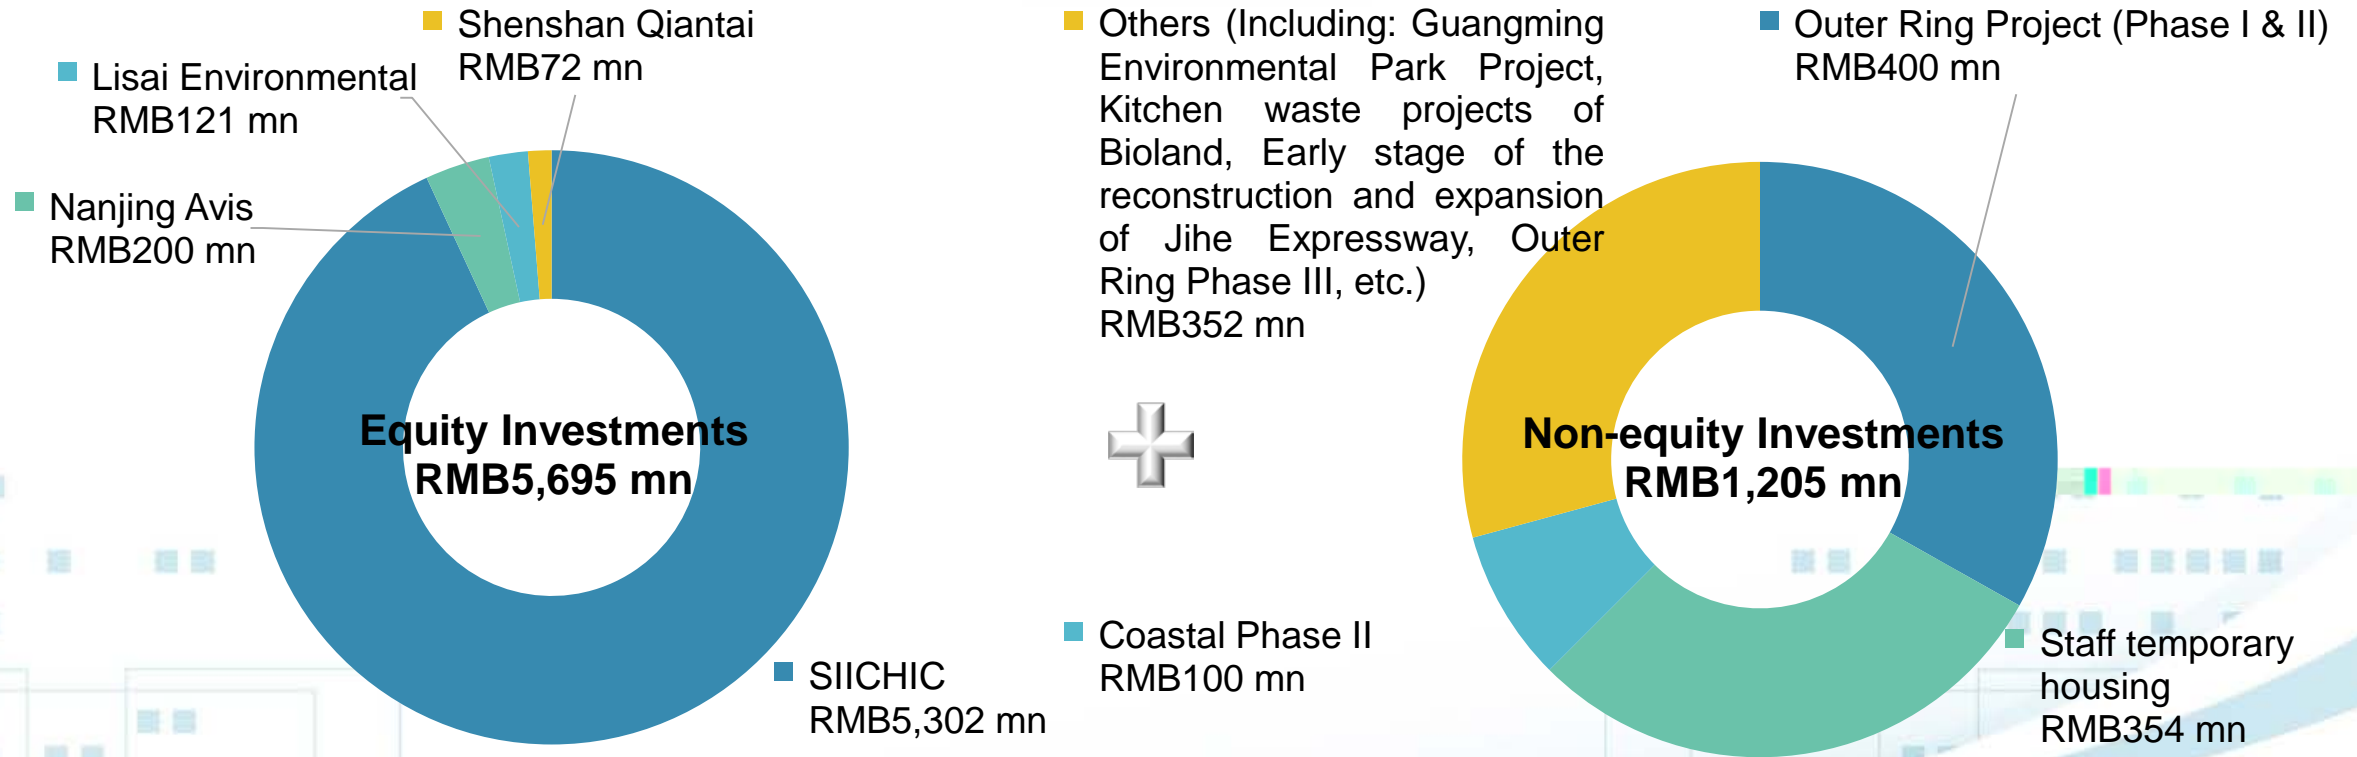 Shenshan Qiantai
RMB72 mn
Lisai Environmental
RMB121 mn
Nanjing Avis
RMB200 mn
Equity Investments
RMB5,695 mn
SIICHIC
RMB5,302 mn
Others (Including: Guangming
Environmental Park Project,
Kitchen waste projects of
Bioland, Early stage of the
reconstruction and expansion
of Jihe Expressway, Outer
Ring Phase III, etc.)
RMB352 mn
Outer Ring Project (Phase I & II)
RMB400 mn
Non-equity Investments
RMB1,205 mn
Coastal Phase II
RMB100 mn
Staff temporary
housing
RMB354 mn